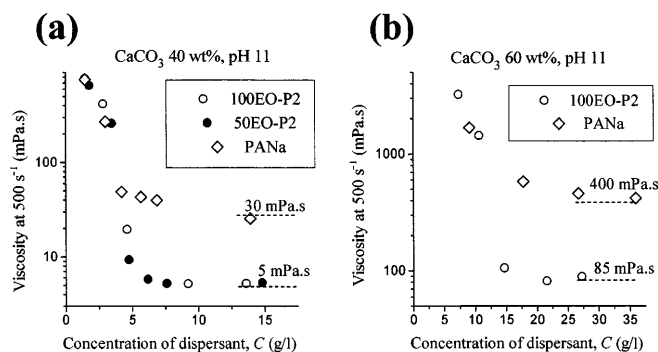 (a)
CaCO₃ 40 wt%, pH 11
100EO-P2
50EO-P2
PANa
30 mPa.s
5 mPa.s
100
10
Viscosity at 500 s⁻¹ (mPa.s)
0 5 10 15
Concentration of dispersant, C (g/l)
(b)
CaCO₃ 60 wt%, pH 11
100EO-P2
PANa
400 mPa.s
85 mPa.s
1000
100
Viscosity at 500 s⁻¹ (mPa.s)
0 5 10 15 20 25 30 35
Concentration of dispersant, C (g/l)